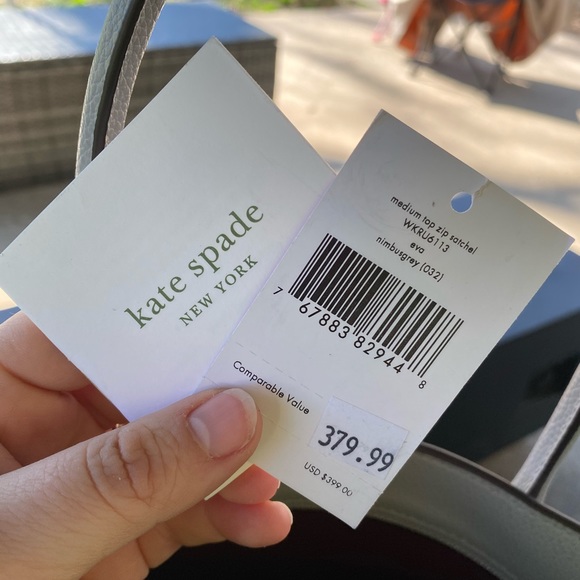 kate spade
NEW YORK
medium top zip satchel
WKRU6113
eva
nimbusgrey (032)
7 67883 82944 8
Comparable Value
379.99
USD $399.00